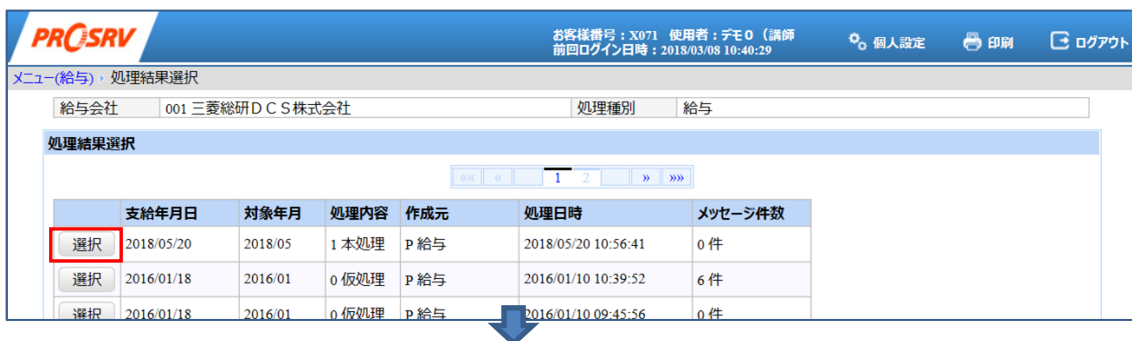 PROSRV
お客様番号：X071 使用者：デモ０（講師
前回ログイン日時：2018/03/08 10:40:29
個人設定
印刷
ログアウト
メニュー(給与) › 処理結果選択
給与会社 001 三菱総研ＤＣＳ株式会社 処理種別 給与
処理結果選択
«« « 1 2 » »»
支給年月日 対象年月 処理内容 作成元 処理日時 メッセージ件数
選択 2018/05/20 2018/05 1 本処理 P 給与 2018/05/20 10:56:41 0 件
選択 2016/01/18 2016/01 0 仮処理 P 給与 2016/01/10 10:39:52 6 件
選択 2016/01/18 2016/01 0 仮処理 P 給与 2016/01/10 09:45:56 0 件